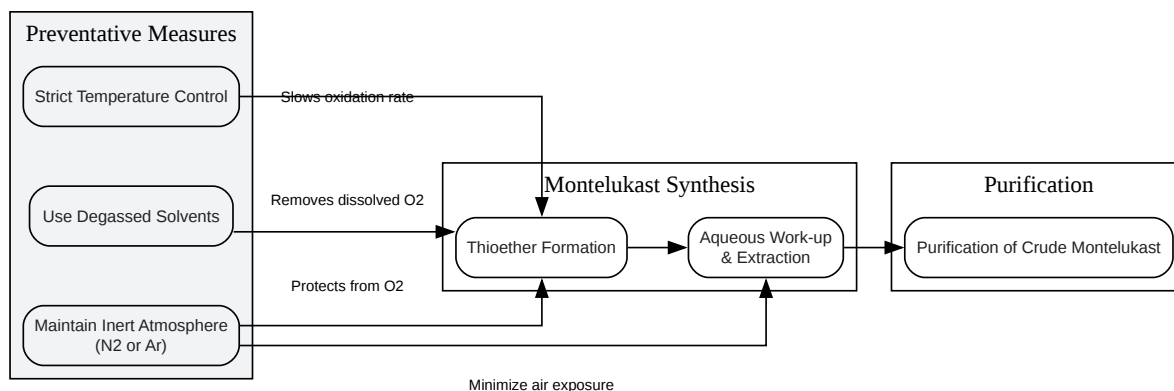 Preventative Measures
Strict Temperature Control
Slows oxidation rate
Use Degassed Solvents
Removes dissolved O2
Maintain Inert Atmosphere
(N2 or Ar)
Protects from O2
Minimize air exposure
Montelukast Synthesis
Thioether Formation
Aqueous Work-up
& Extraction
Purification
Purification of Crude Montelukast